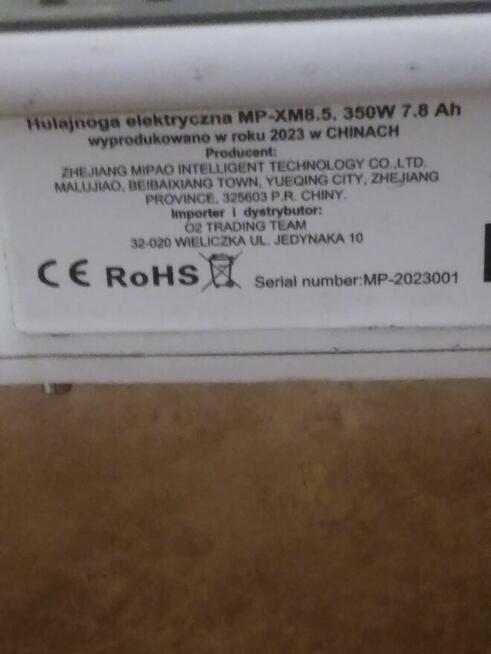 Hulajnoga elektryczna MP-XM8.5. 350W 7.8 Ah
wyprodukowano w roku 2023 w CHINACH
Producent:
ZHEJIANG MIPAO INTELLIGENT TECHNOLOGY CO.,LTD.
MALUJIAO, BEIBAIXIANG TOWN, YUEQING CITY, ZHEJIANG
PROVINCE, 325603 P.R. CHINY.
Importer i dystrybutor:
O2 TRADING TEAM
32-020 WIELICZKA UL. JEDYNAKA 10
CE RoHS Serial number:MP-2023001